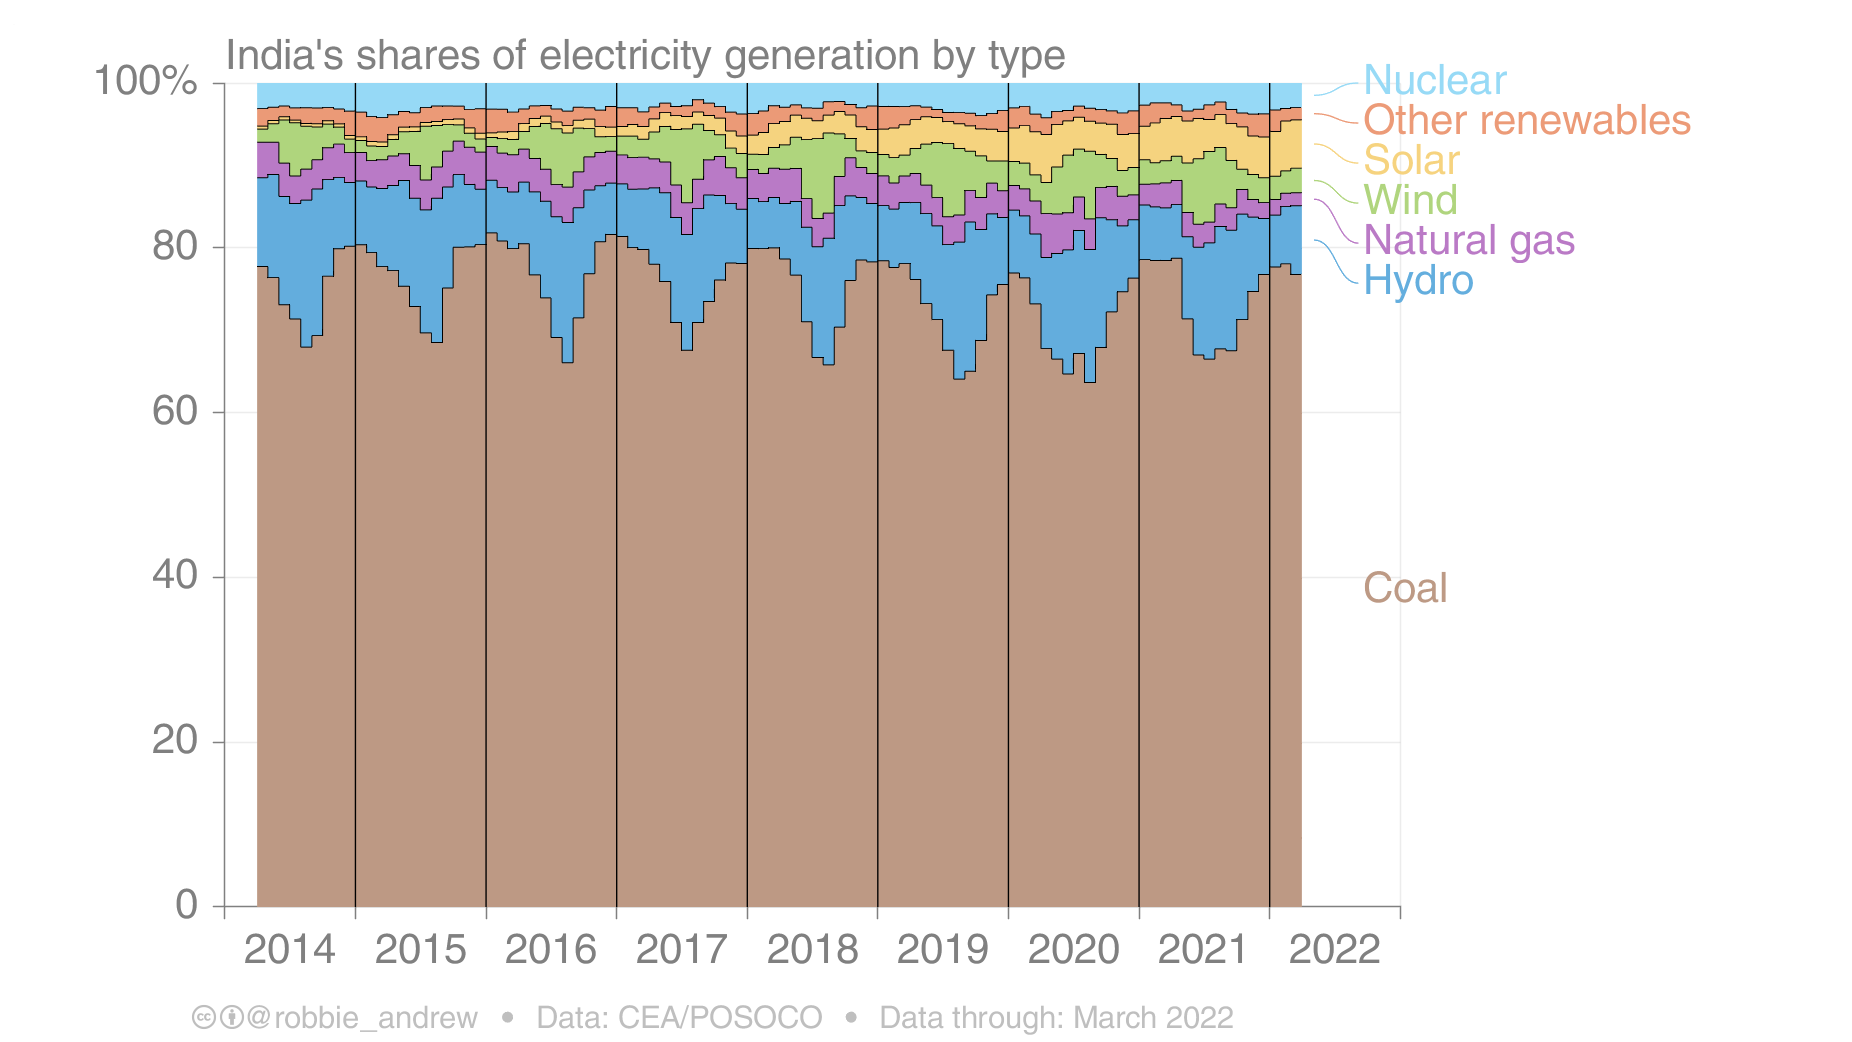 India's shares of electricity generation by type
100%
80
60
40
20
0
Nuclear
Other renewables
Solar
Wind
Natural gas
Hydro
Coal
2014 2015 2016 2017 2018 2019 2020 2021 2022
cc @robbie_andrew • Data: CEA/POSOCO • Data through: March 2022